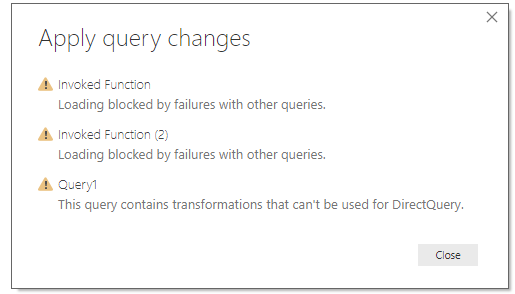 Apply query changes
Invoked Function
Loading blocked by failures with other queries.
Invoked Function (2)
Loading blocked by failures with other queries.
Query1
This query contains transformations that can't be used for DirectQuery.
Close